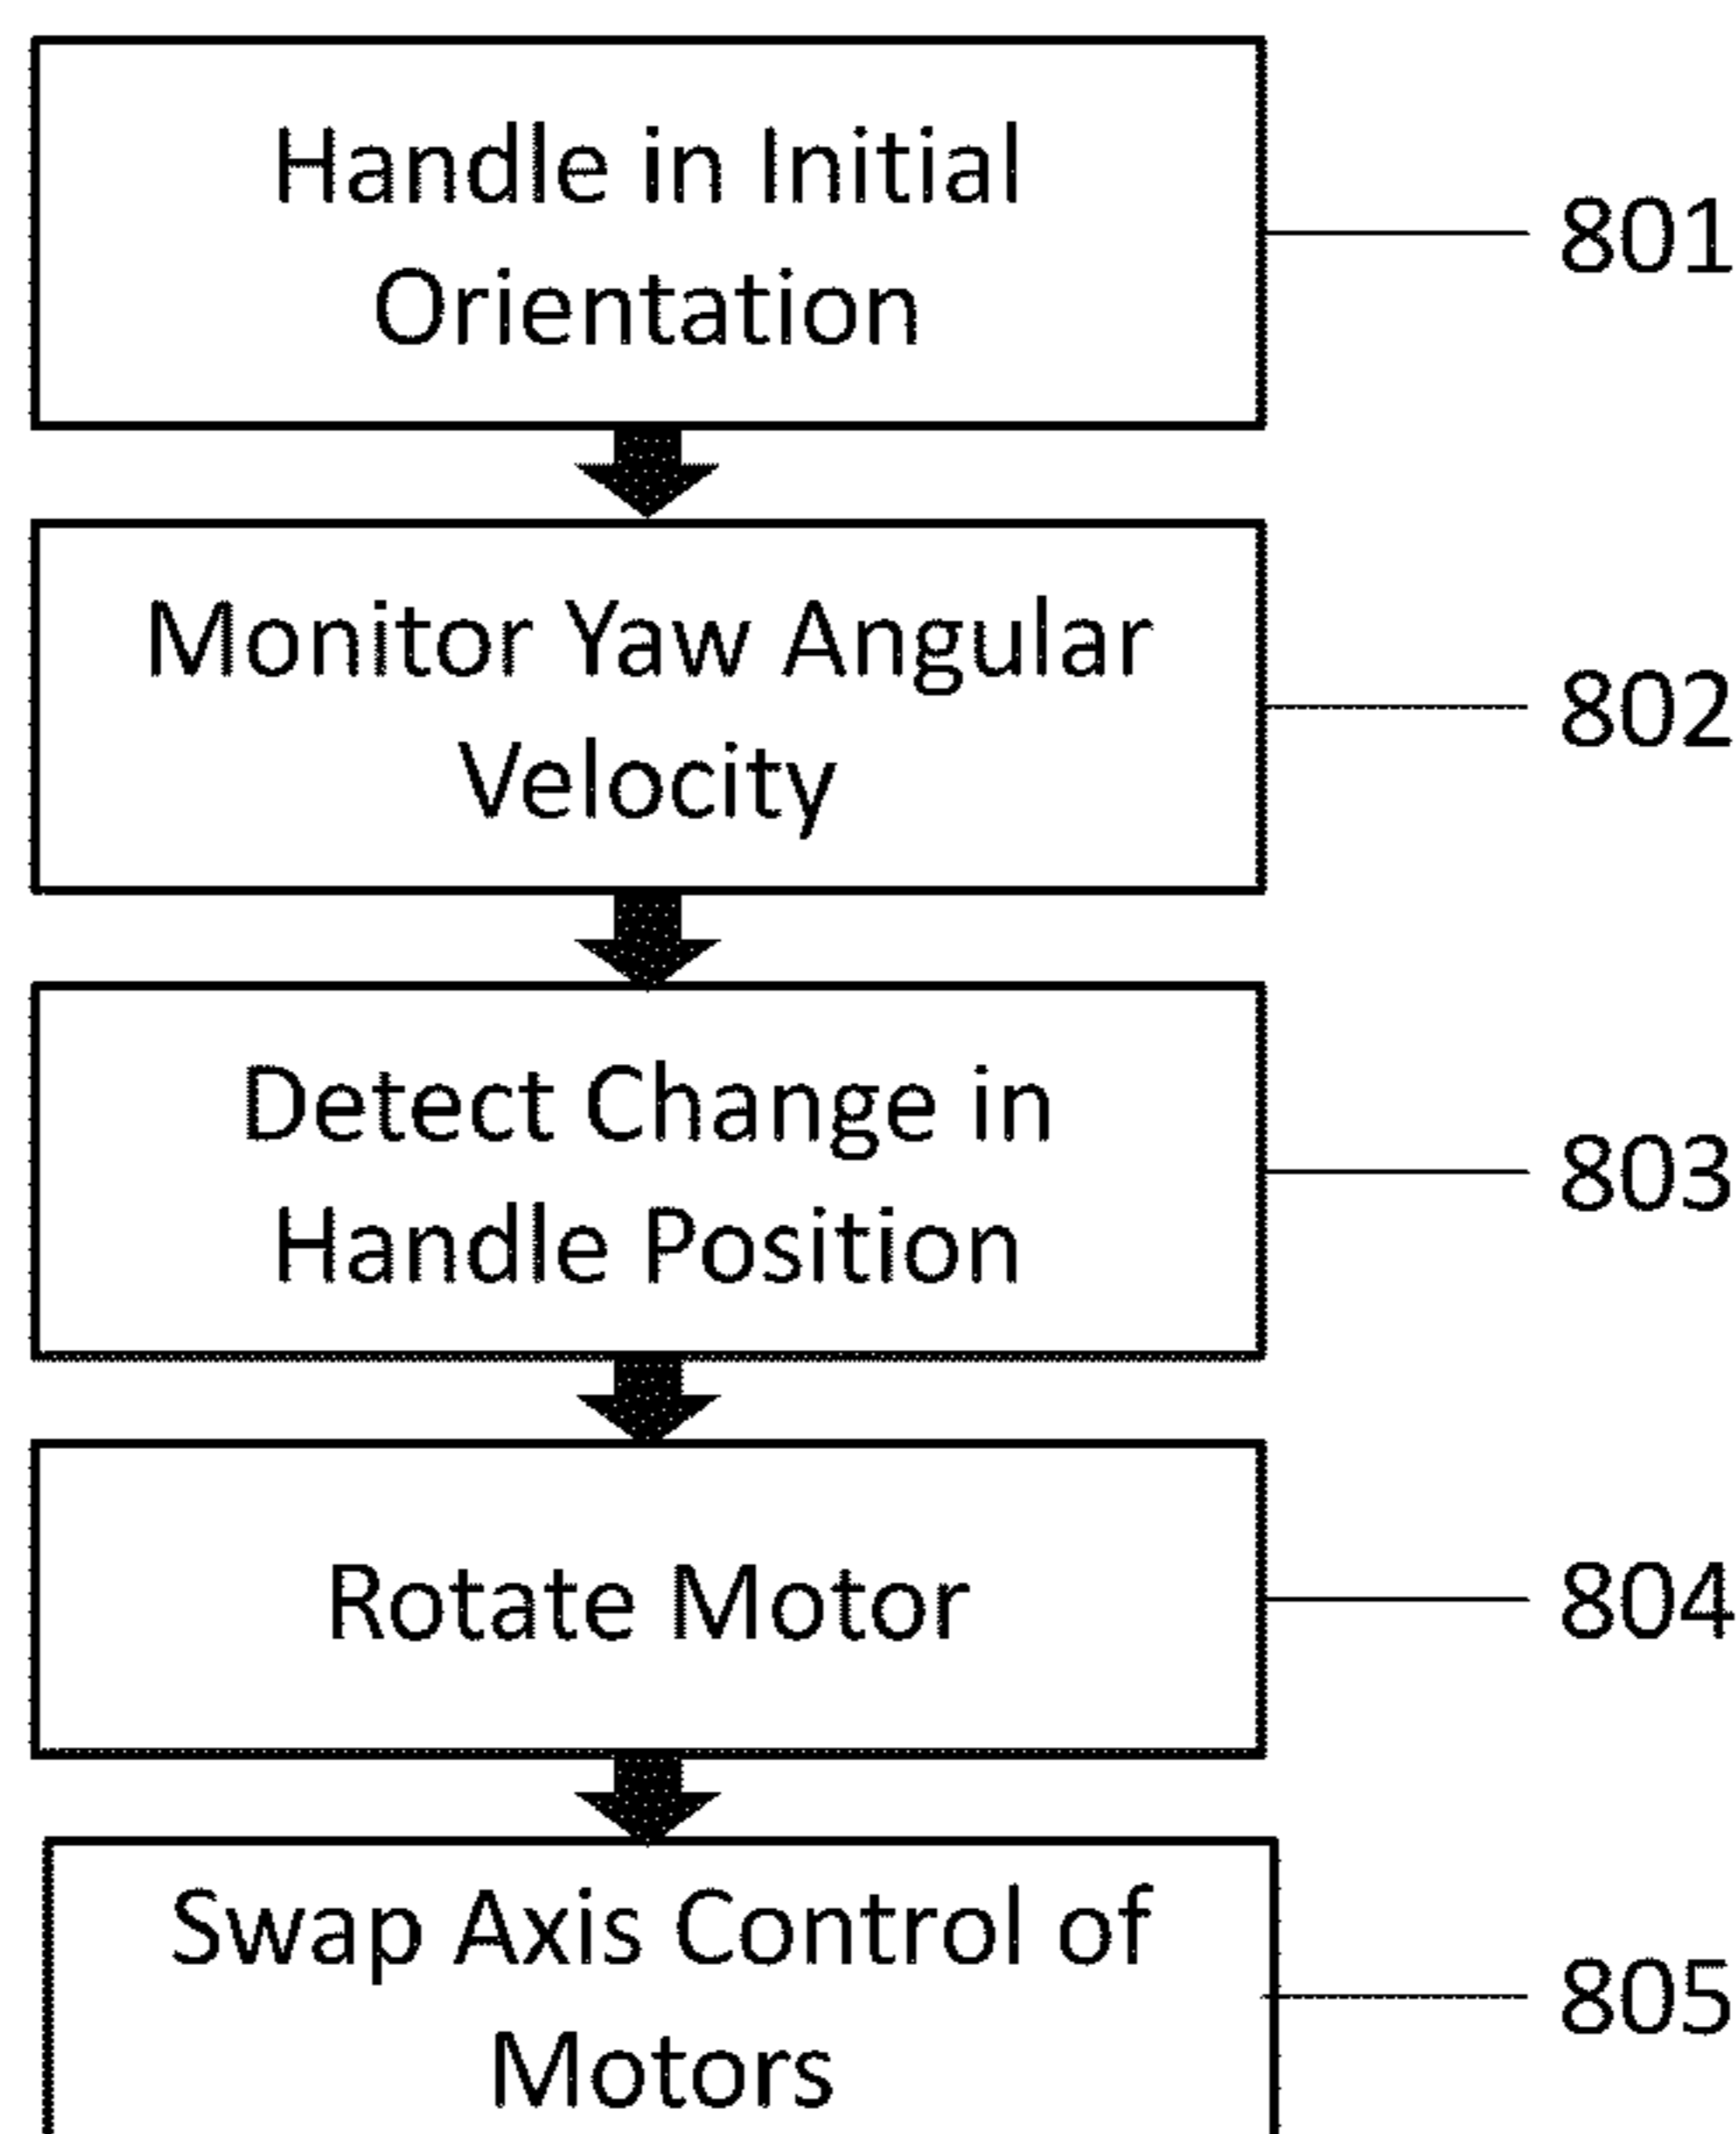 Handle in Initial
Orientation
801
Monitor Yaw Angular
Velocity
802
Detect Change in
Handle Position
803
Rotate Motor
804
Swap Axis Control of
Motors
805